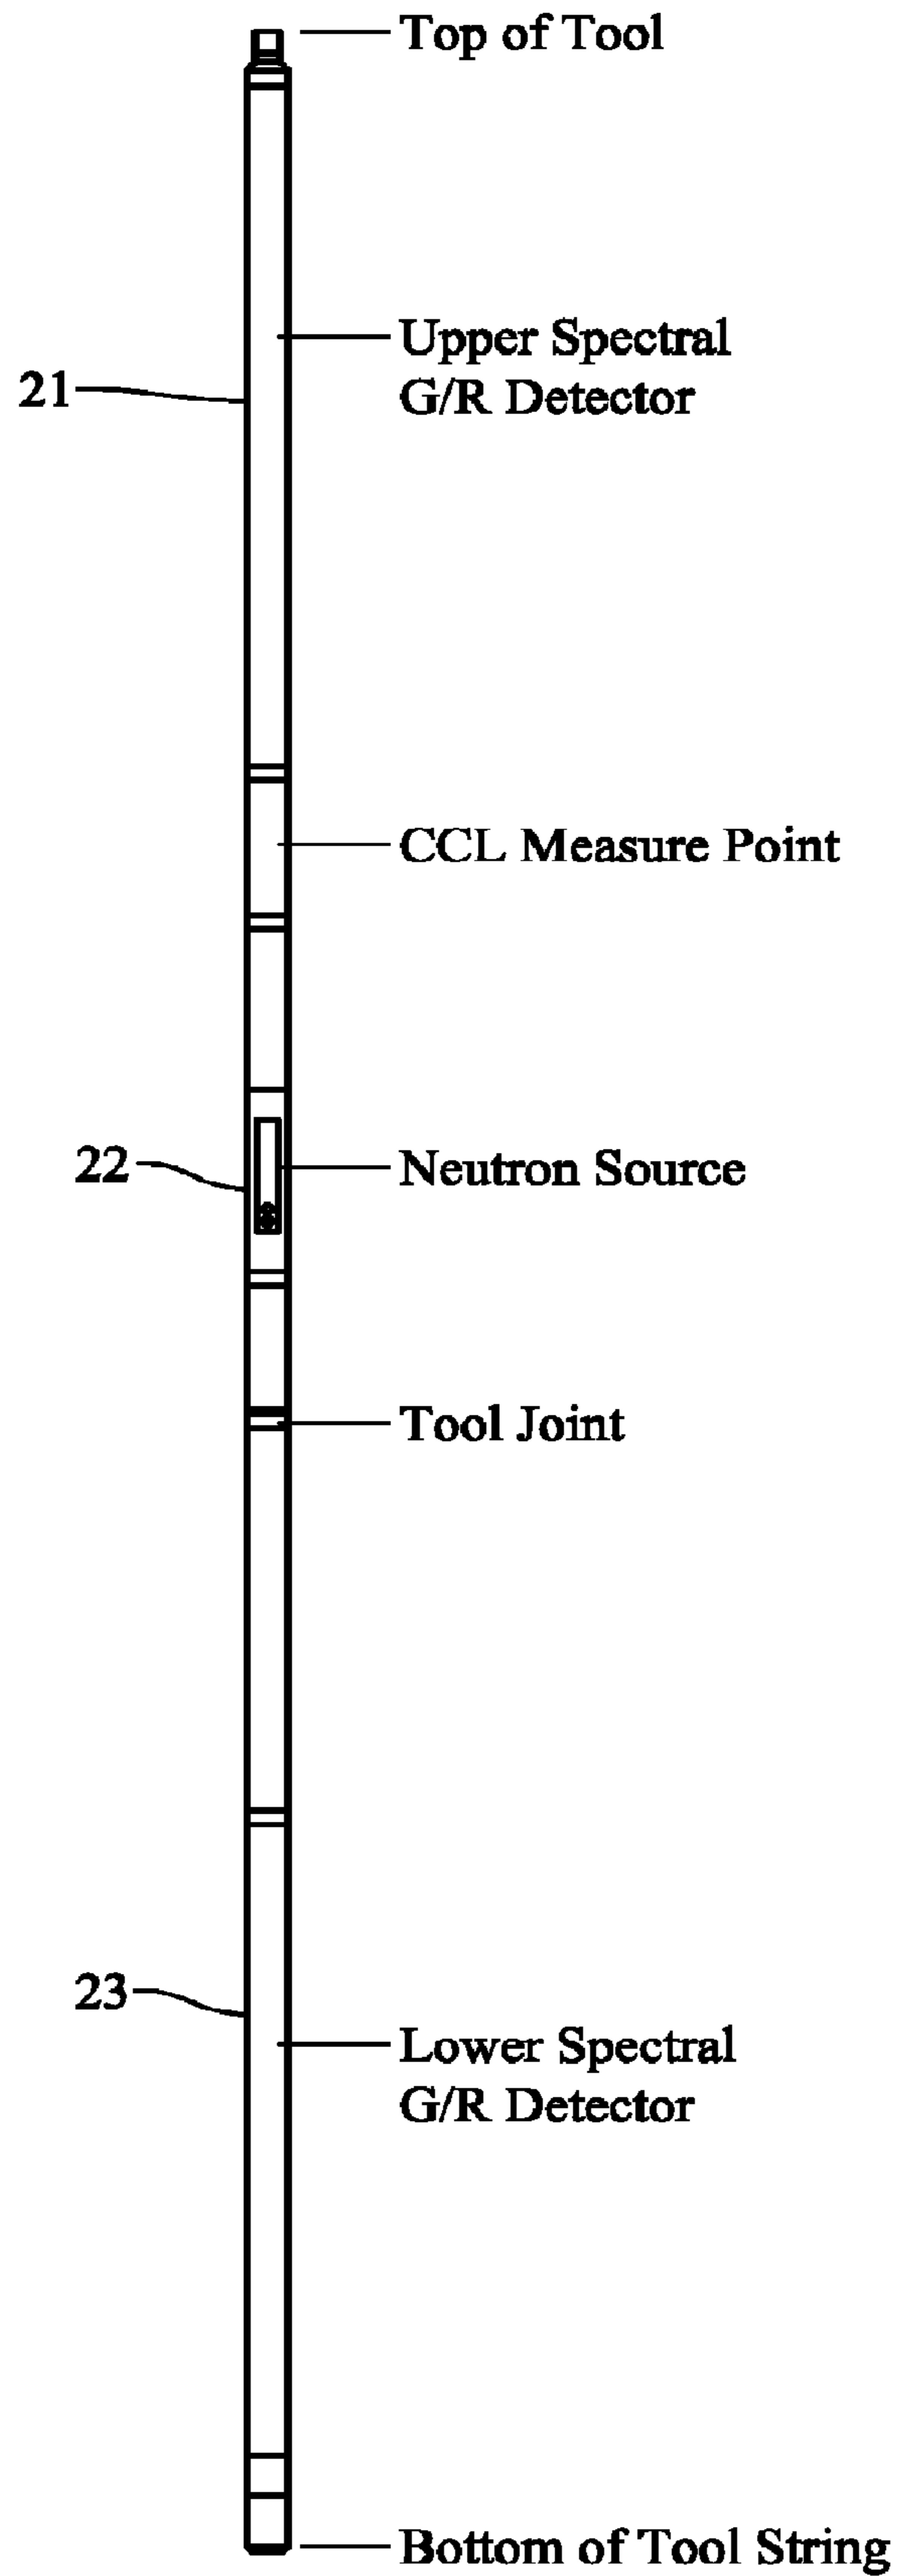 Top of Tool
Upper Spectral
G/R Detector
21
CCL Measure Point
22
Neutron Source
Tool Joint
23
Lower Spectral
G/R Detector
Bottom of Tool String